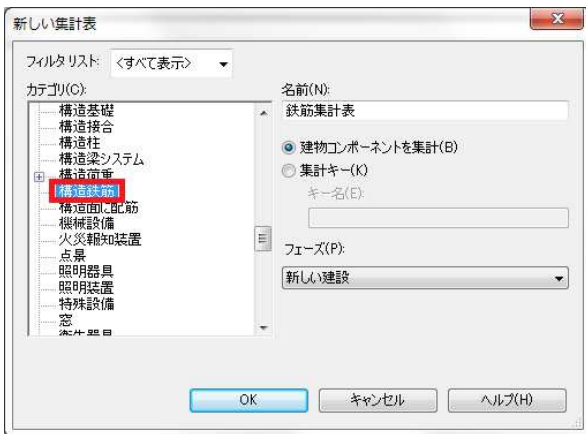 新しい集計表
フィルタ リスト: <すべて表示>
カテゴリ(C):
構造基礎
構造接合
構造柱
構造梁システム
構造荷重
構造鉄筋
構造面に配筋
機械設備
火災報知装置
点景
照明器具
照明装置
特殊設備
窓
衛生器具
名前(N):
鉄筋集計表
建物コンポーネントを集計(B)
集計キー(K)
キー名(E):
フェーズ(P):
新しい建設
OK
キャンセル
ヘルプ(H)